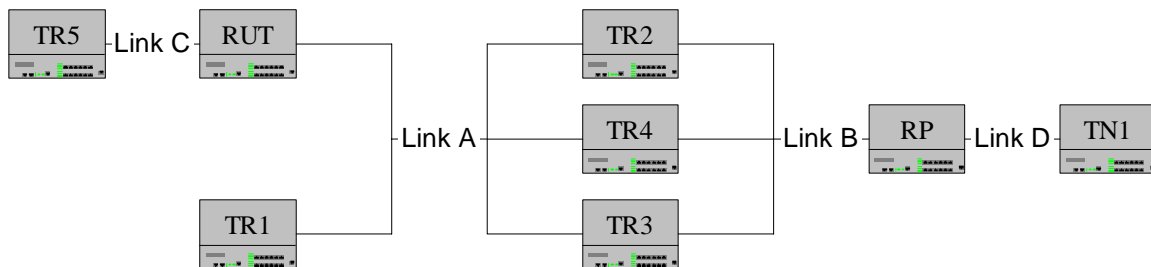 TR5 Link C RUT TR2
Link A TR4 Link B RP Link D TN1
TR1 TR3